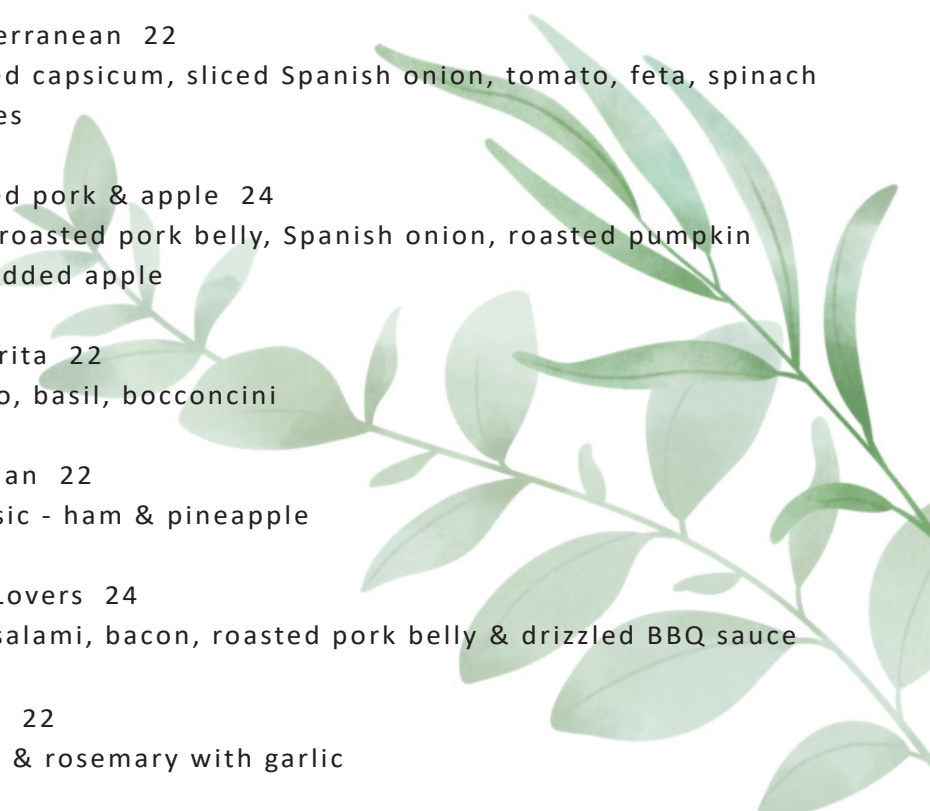 erranean 22
ed capsicum, sliced Spanish onion, tomato, feta, spinach
es
ed pork & apple 24
roasted pork belly, Spanish onion, roasted pumpkin
dded apple
rita 22
o, basil, bocconcini
an 22
sic - ham & pineapple
Lovers 24
salami, bacon, roasted pork belly & drizzled BBQ sauce
22
& rosemary with garlic